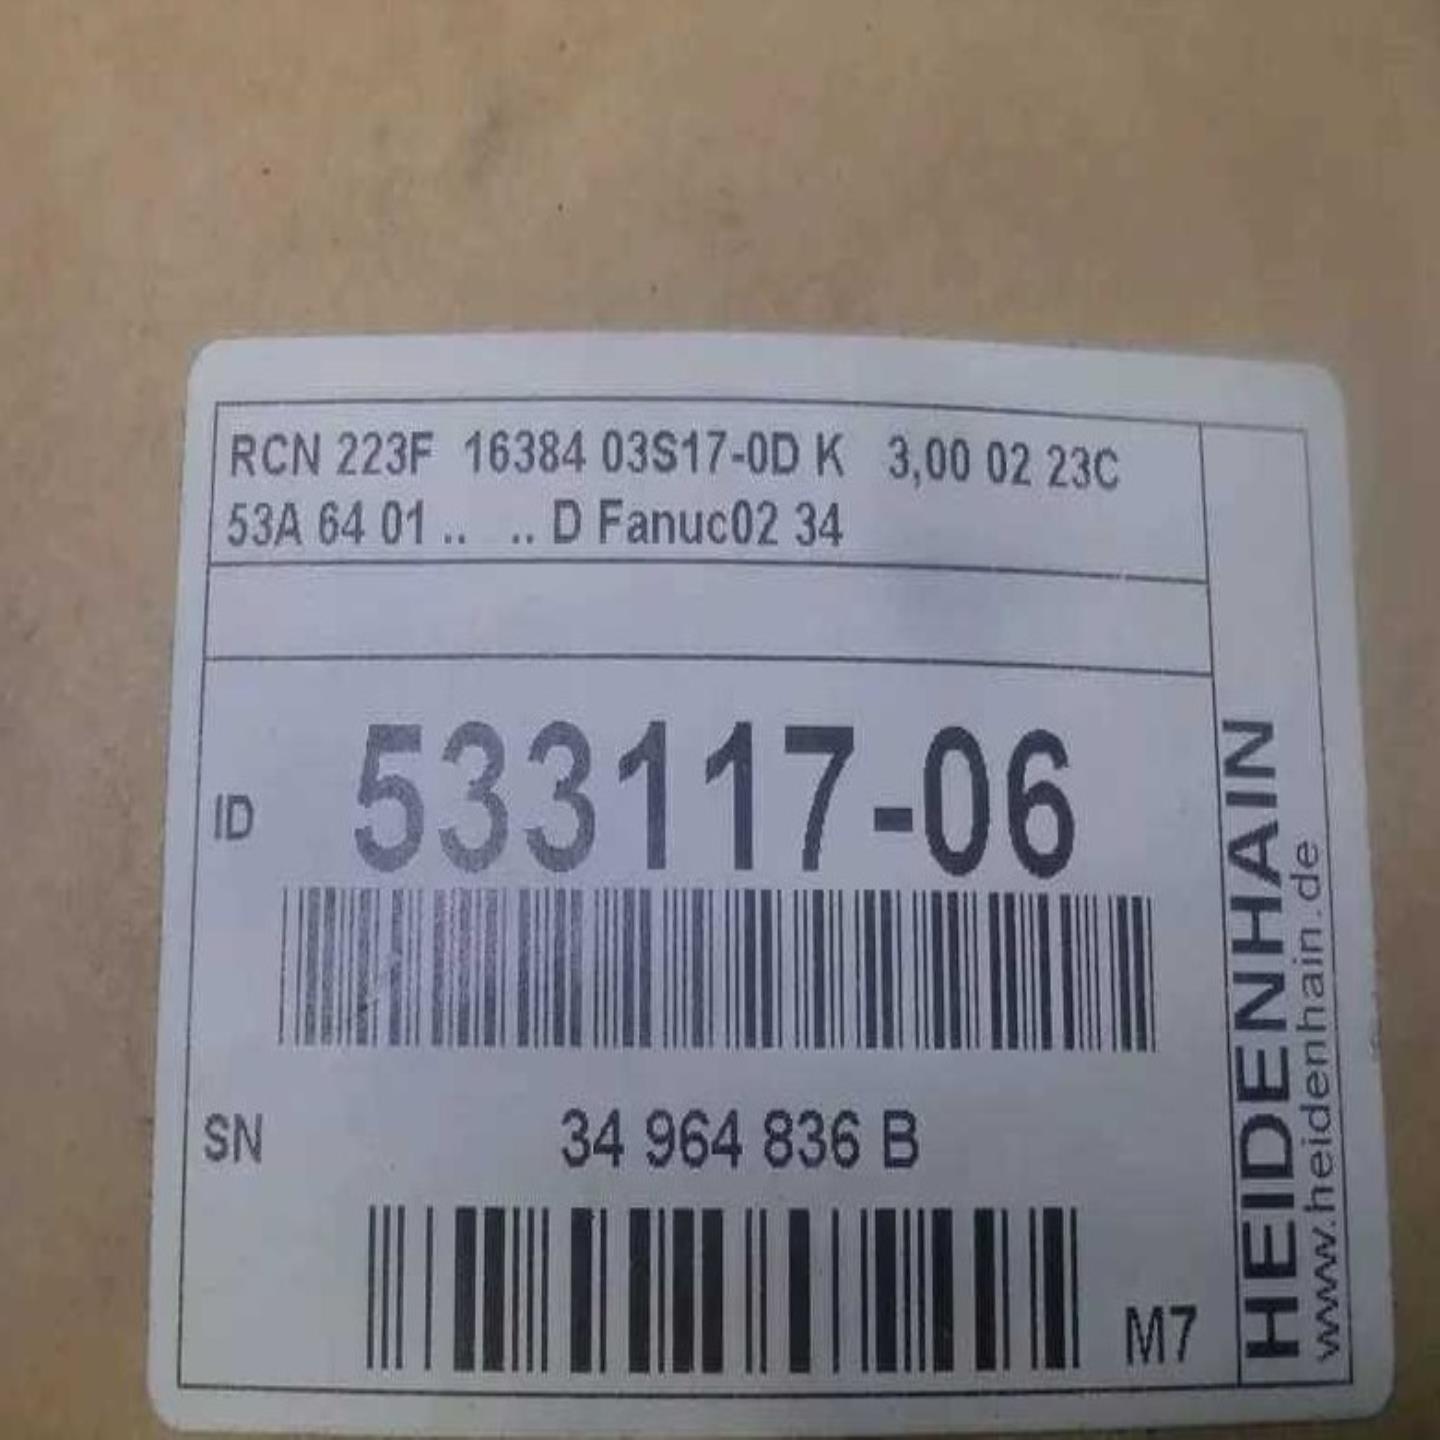 RCN 223F 16384 03S17-0D K 3,00 02 23C
53A 64 01 .. .. D Fanuc02 34
ID 533117-06
SN 34 964 836 B
M7
HEIDENHAIN
www.heidenhain.de